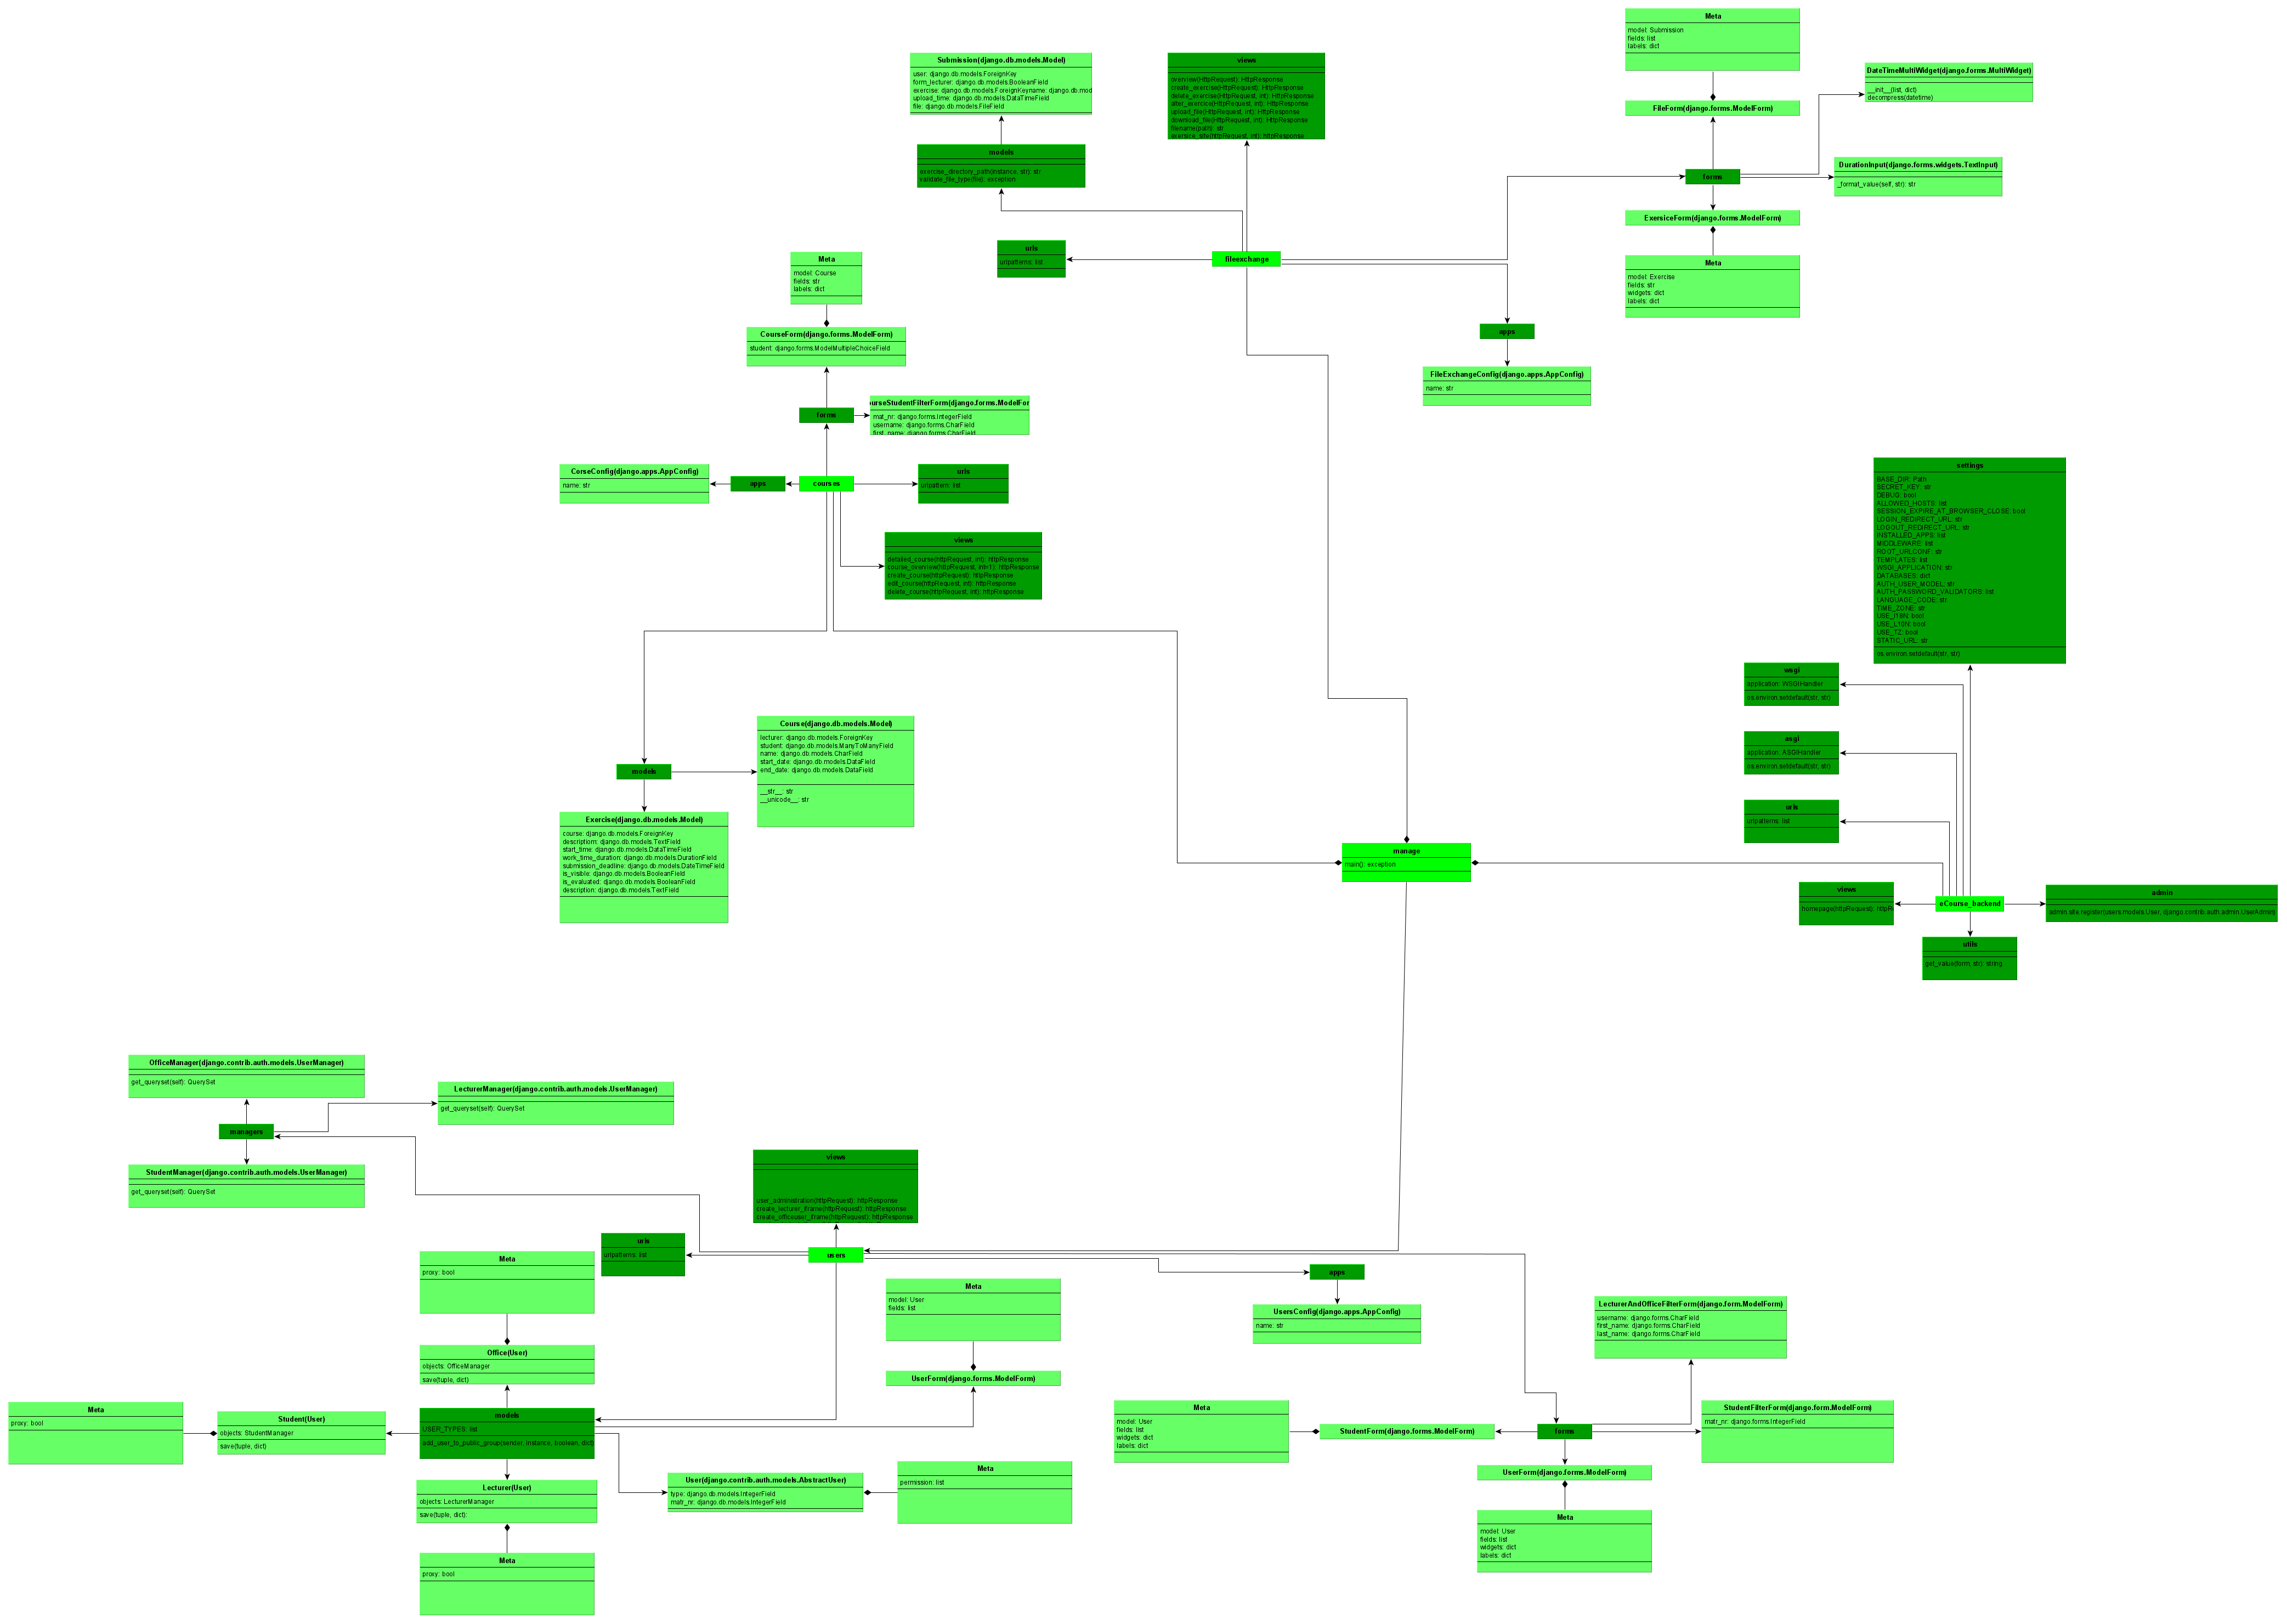 Meta
model: Submission
fields: list
labels: dict
Submission(django.db.models.Model)
user: django.db.models.ForeignKey
form_lecturer: django.db.models.BooleanField
exercise: django.db.models.ForeignKeyname: django.db.mod
upload_time: django.db.models.DataTimeField
file: django.db.models.FileField
views
overview(HttpRequest): HttpResponse
create_exercise(HttpRequest): HttpResponse
delete_exercise(HttpRequest, int): HttpResponse
alter_exercice(HttpRequest, int): HttpResponse
upload_file(HttpRequest, int): HttpResponse
download_file(HttpRequest, int): HttpResponse
filename(path): str
exersice_site(httpRequest, int): httpResponse
DateTimeMultiWidget(django.forms.MultiWidget)
__init__(list, dict)
decompress(datetime)
FileForm(django.forms.ModelForm)
models
exercise_directory_path(instance, str): str
validate_file_type(file): exception
DurationInput(django.forms.widgets.TextInput)
_format_value(self, str): str
forms
ExersiceForm(django.forms.ModelForm)
urls
urlpatterns: list
fileexchange
Meta
model: Course
fields: str
labels: dict
Meta
model: Exercise
fields: str
widgets: dict
labels: dict
apps
CourseForm(django.forms.ModelForm)
student: django.forms.ModelMultipleChoiceField
FileExchangeConfig(django.apps.AppConfig)
name: str
forms
ourseStudentFilterForm(django.forms.ModelFor
mat_nr: django.forms.IntegerField
username: django.forms.CharField
first_name: django.forms.CharField
CorseConfig(django.apps.AppConfig)
name: str
apps
courses
urls
urlpattern: list
settings
BASE_DIR: Path
SECRET_KEY: str
DEBUG: bool
ALLOWED_HOSTS: list
SESSION_EXPIRE_AT_BROWSER_CLOSE: bool
LOGIN_REDIRECT_URL: str
LOGOUT_REDIRECT_URL: str
INSTALLED_APPS: list
MIDDLEWARE: list
ROOT_URLCONF: str
TEMPLATES: list
WSGI_APPLICATION: str
DATABASES: dict
AUTH_USER_MODEL: str
AUTH_PASSWORD_VALIDATORS: list
LANGUAGE_CODE: str
TIME_ZONE: str
USE_I18N: bool
USE_L10N: bool
USE_TZ: bool
STATIC_URL: str
os.environ.setdefault(str, str)
views
detailed_course(httpRequest, int): httpResponse
course_overview(httpRequest, int=1): httpResponse
create_course(httpRequest): httpResponse
edit_course(httpRequest, int): httpResponse
delete_course(httpRequest, int): httpResponse
wsgi
application: WSGIHandler
os.environ.setdefault(str, str)
asgi
application: ASGIHandler
os.environ.setdefault(str, str)
Course(django.db.models.Model)
lecturer: django.db.models.ForeignKey
student: django.db.models.ManyToManyField
name: django.db.models.CharField
start_date: django.db.models.DataField
end_date: django.db.models.DataField
__str__: str
__unicode__: str
models
urls
urlpatterns: list
Exercise(django.db.models.Model)
course: django.db.models.ForeignKey
descriptiom: django.db.models.TextField
start_time: django.db.models.DataTimeField
work_time_duration: django.db.models.DurationField
submission_deadline: django.db.models.DateTimeField
is_visible: django.db.models.BooleanField
is_evaluated: django.db.models.BooleanField
description: django.db.models.TextField
manage
main(): exception
views
homepage(httpRequest): httpR
eCourse_backend
admin
admin.site.register(users.models.User, django.contrib.auth.admin.UserAdmin)
utils
get_value(form, str): string
OfficeManager(django.contrib.auth.models.UserManager)
get_queryset(self): QuerySet
LecturerManager(django.contrib.auth.models.UserManager)
get_queryset(self): QuerySet
managers
StudentManager(django.contrib.auth.models.UserManager)
get_queryset(self): QuerySet
views
user_administration(httpRequest): httpResponse
create_lecturer_iframe(httpRequest): httpResponse
create_officeuser_iframe(httpRequest): httpResponse
urls
urlpatterns: list
users
Meta
proxy: bool
apps
Meta
model: User
fields: list
UsersConfig(django.apps.AppConfig)
name: str
LecturerAndOfficeFilterForm(django.form.ModelForm)
username: django.forms.CharField
first_name: django.forms.CharField
last_name: django.forms.CharField
Office(User)
objects: OfficeManager
save(tuple, dict)
UserForm(django.forms.ModelForm)
Meta
proxy: bool
Student(User)
objects: StudentManager
save(tuple, dict)
models
USER_TYPES: list
add_user_to_public_group(sender, instance, boolean, dict)
Meta
model: User
fields: list
widgets: dict
labels: dict
StudentForm(django.forms.ModelForm)
forms
StudentFilterForm(django.form.ModelForm)
matr_nr: django.forms.IntegerField
Lecturer(User)
objects: LecturerManager
save(tuple, dict):
User(django.contrib.auth.models.AbstractUser)
type: django.db.models.IntegerField
matr_nr: django.db.models.IntegerField
Meta
permission: list
UserForm(django.forms.ModelForm)
Meta
model: User
fields: list
widgets: dict
labels: dict
Meta
proxy: bool